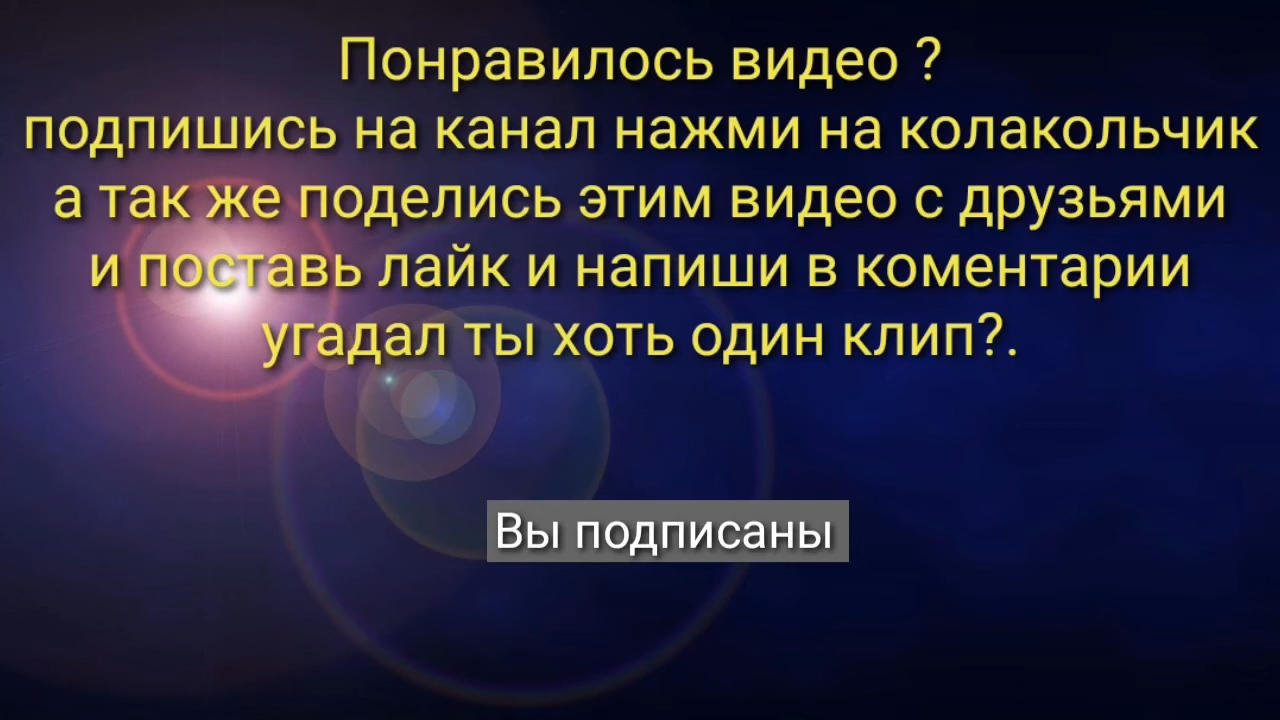 Понравилось видео ?
подпишись на канал нажми на колакольчик
а так же поделись этим видео с друзьями
и поставь лайк и напиши в коментарии
угадал ты хоть один клип?.
Вы подписаны